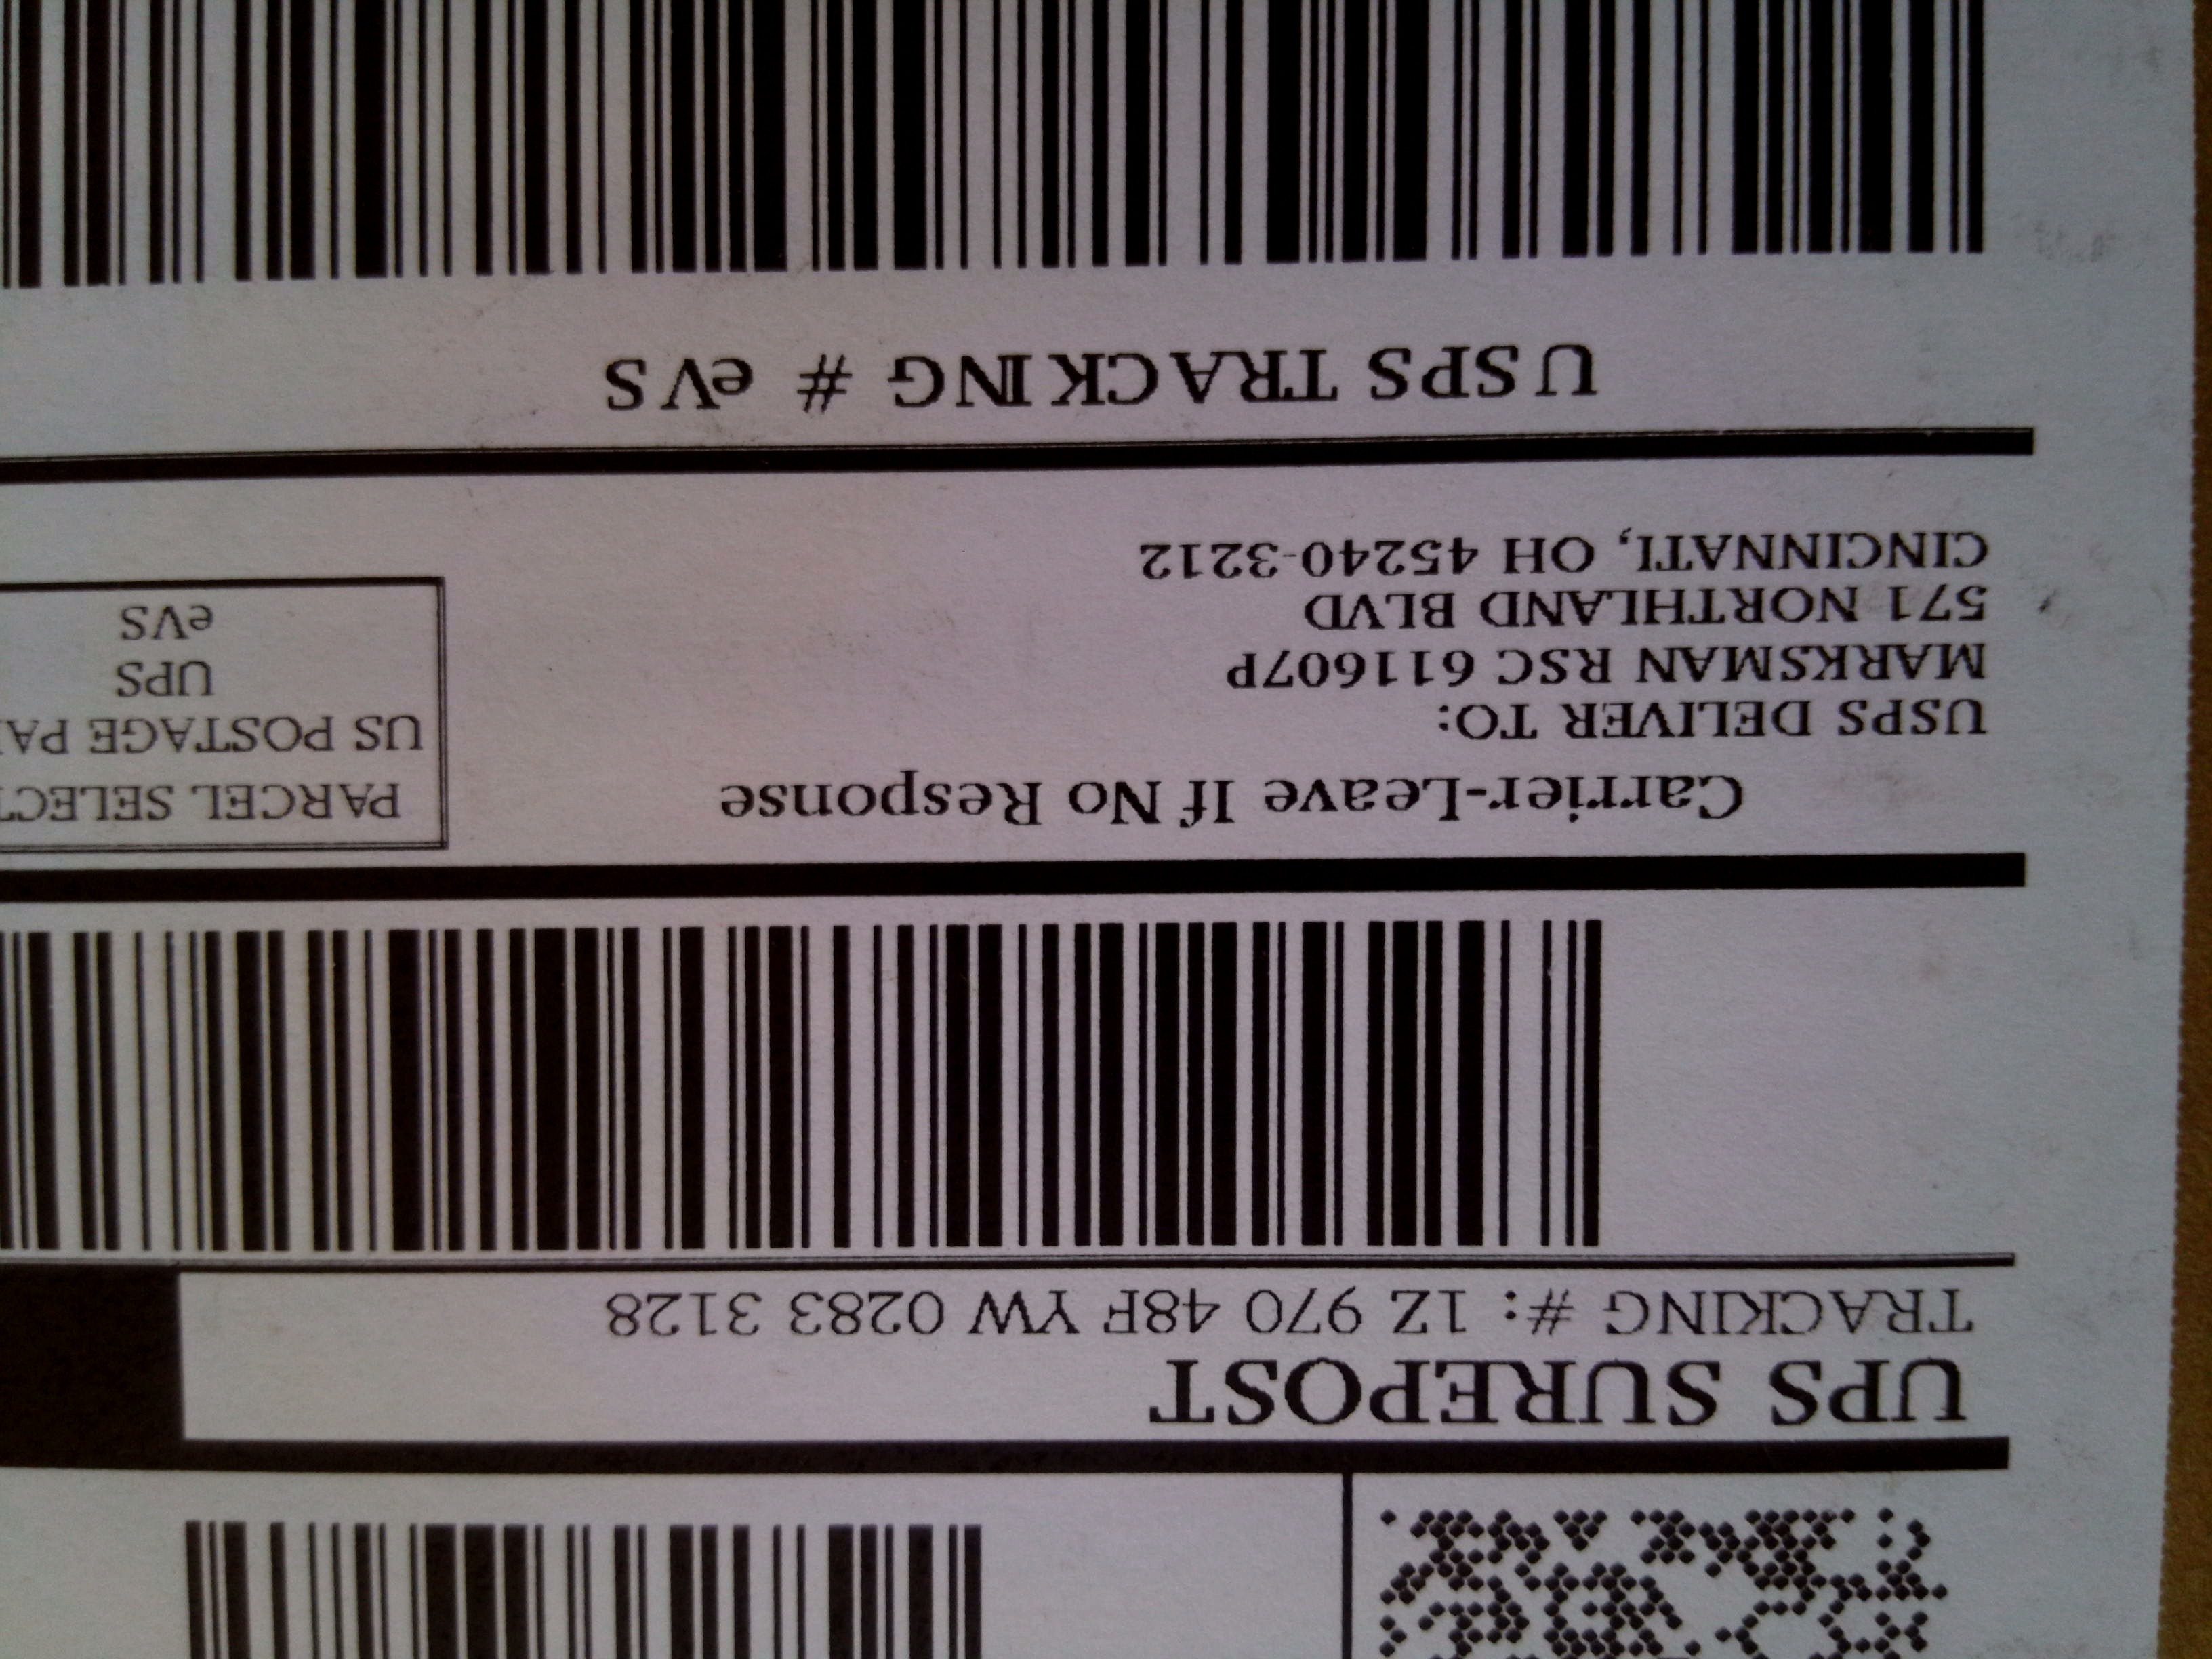 UPS SUREPOST
TRACKING #: 1Z 970 48F YW 0283 3128
Carrier-Leave If No Response
USPS DELIVER TO:
MARKSMAN RSC 611607P
571 NORTHLAND BLVD
CINCINNATI, OH 45240-3212
PARCEL SELECT
US POSTAGE PAI
UPS
eVS
USPS TRACKING # eVS